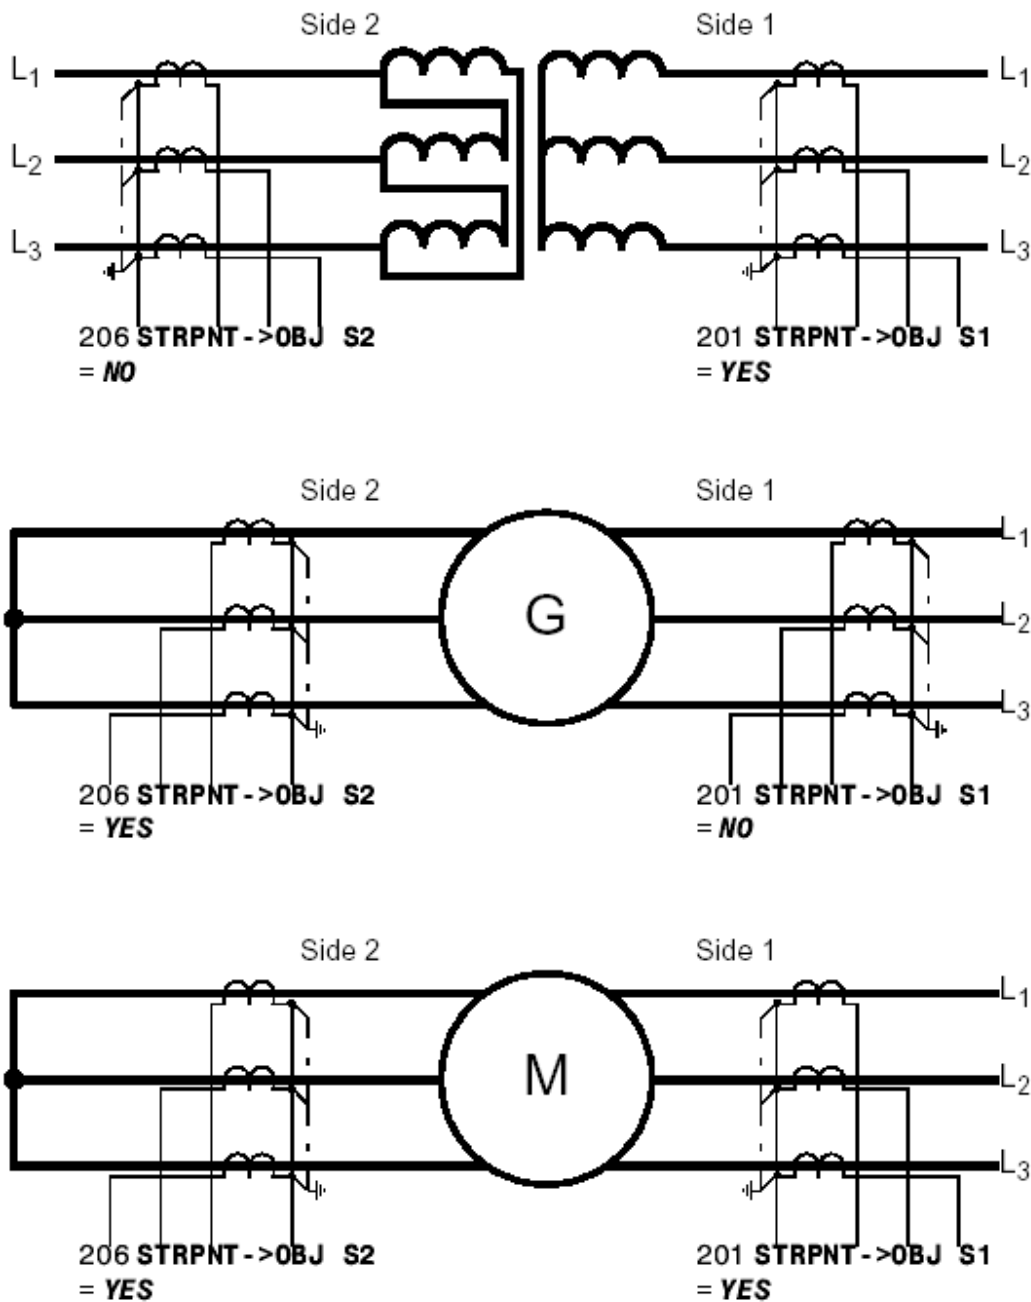 Side 2 Side 1
L1 L1
L2 L2
L3 L3
206 STRPNT->OBJ S2 201 STRPNT->OBJ S1
= NO = YES
Side 2 Side 1
L1
G L2
L3
206 STRPNT->OBJ S2 201 STRPNT->OBJ S1
= YES = NO
Side 2 Side 1
L1
M L2
L3
206 STRPNT->OBJ S2 201 STRPNT->OBJ S1
= YES = YES